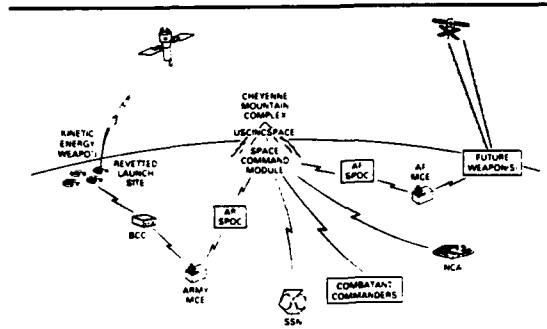 CHEYENNE
MOUNTAIN
COMPLEX
USCINCSPACE
SPACE
COMMAND
MODULE
KINETIC
ENERGY
WEAPON
REVETTED
LAUNCH
SITE
BCC
ARMY
MCE
AR
SPOC
AF
SPOC
AF
MCE
FUTURE
WEAPONS
NCA
COMBATANT
COMMANDERS
SSN